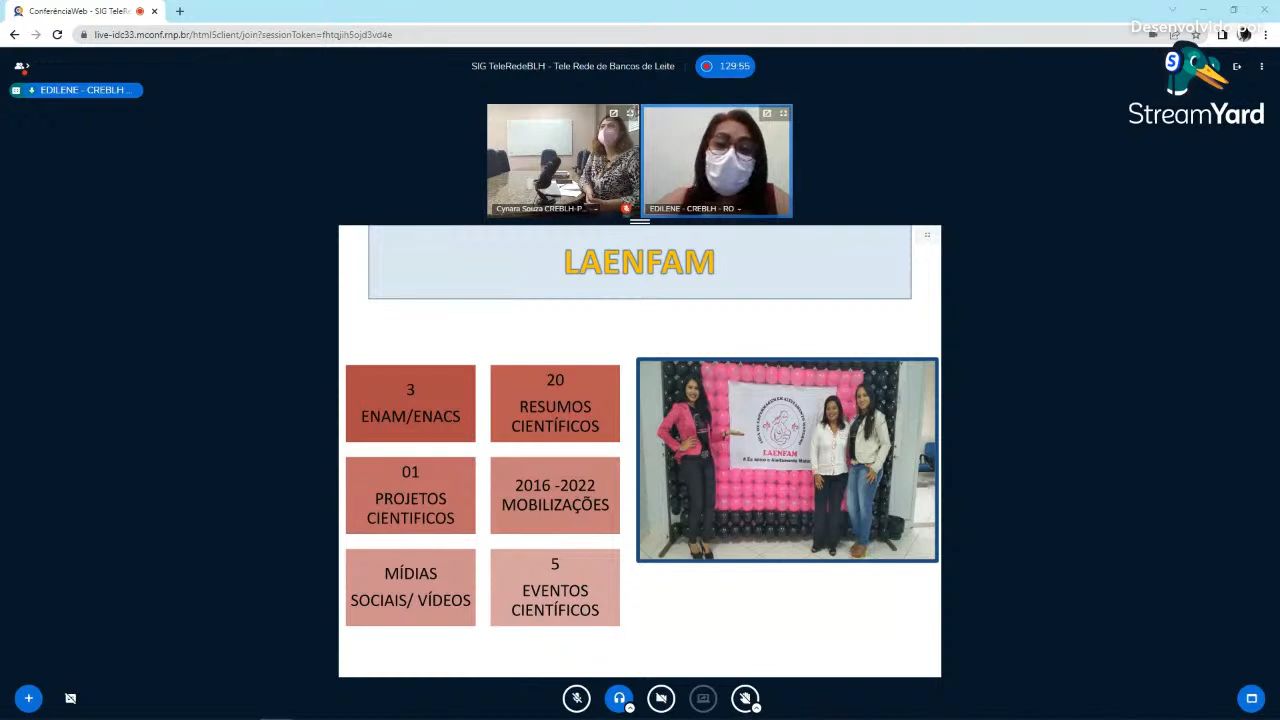 ConferênciaWeb - SIG TeleR
live-idc33.mconf.rnp.br/html5client/join?sessionToken=fhtqjih5ojd3vd4e
Desenvolvido por
StreamYard
SIG TeleRedeBLH - Tele Rede de Bancos de Leite
129:55
EDILENE - CREBLH ...
Cynara Souza CREBLH-P...
EDILENE - CREBLH - RO
LAENFAM
3
ENAM/ENACS
20
RESUMOS
CIENTÍFICOS
01
PROJETOS
CIENTIFICOS
2016 -2022
MOBILIZAÇÕES
MÍDIAS
SOCIAIS/ VÍDEOS
5
EVENTOS
CIENTÍFICOS
LAENFAM